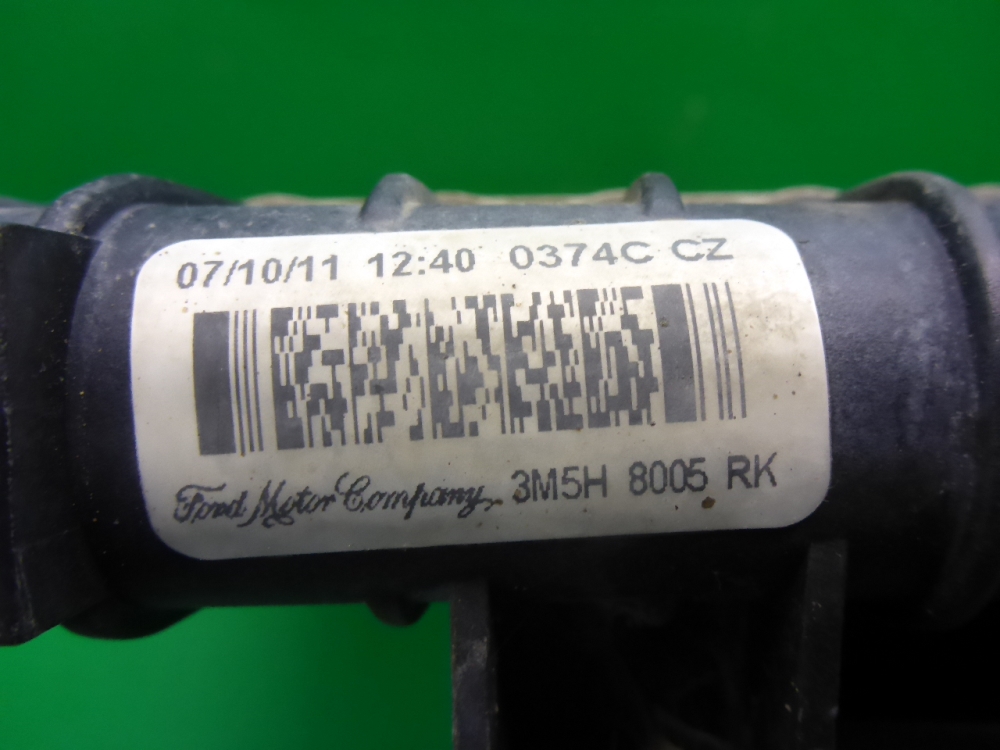 07/10/11 12:40 0374C CZ
Ford Motor Company, 3M5H 8005 RK